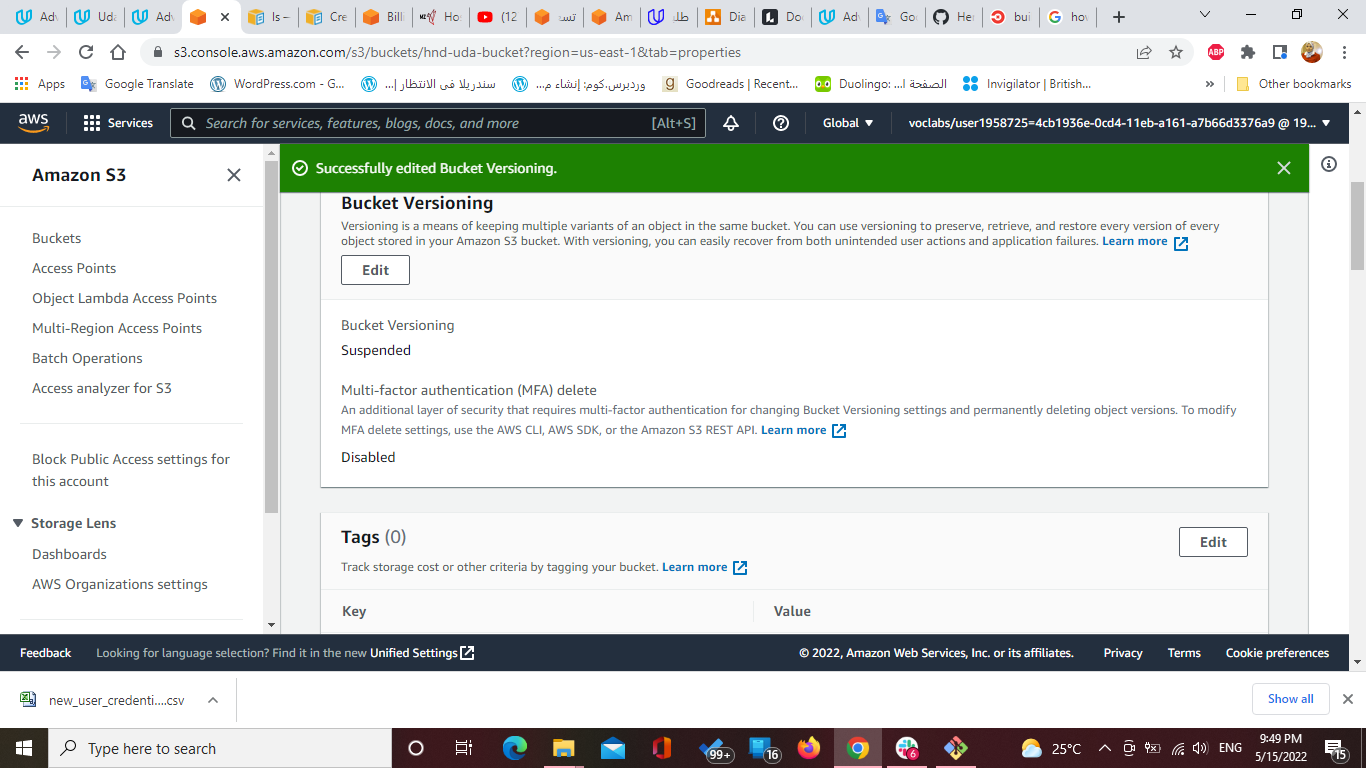 Adv
Uda
Adv
Is –
Cre
Billi
Ho
(12
تسذ
Am
طلا
Dia
Doc
Adv
Goo
Her
bui
hov
s3.console.aws.amazon.com/s3/buckets/hnd-uda-bucket?region=us-east-1&tab=properties
Apps
Google Translate
WordPress.com - G...
سندريلا فى الانتظار |...
وردبرس.كوم: إنشاء م...
Goodreads | Recent...
Duolingo: الصفحة ا...
Invigilator | British...
»
Other bookmarks
aws
Services
Search for services, features, blogs, docs, and more
[Alt+S]
Global
voclabs/user1958725=4cb1936e-0cd4-11eb-a161-a7b66d3376a9 @ 19...
Amazon S3
Buckets
Access Points
Object Lambda Access Points
Multi-Region Access Points
Batch Operations
Access analyzer for S3
Block Public Access settings for
this account
Storage Lens
Dashboards
AWS Organizations settings
Successfully edited Bucket Versioning.
Bucket Versioning
Versioning is a means of keeping multiple variants of an object in the same bucket. You can use versioning to preserve, retrieve, and restore every version of every
object stored in your Amazon S3 bucket. With versioning, you can easily recover from both unintended user actions and application failures. Learn more
Edit
Bucket Versioning
Suspended
Multi-factor authentication (MFA) delete
An additional layer of security that requires multi-factor authentication for changing Bucket Versioning settings and permanently deleting object versions. To modify
MFA delete settings, use the AWS CLI, AWS SDK, or the Amazon S3 REST API. Learn more
Disabled
Tags (0)
Edit
Track storage cost or other criteria by tagging your bucket. Learn more
Key
Value
Feedback
Looking for language selection? Find it in the new Unified Settings
© 2022, Amazon Web Services, Inc. or its affiliates.
Privacy
Terms
Cookie preferences
new_user_credenti....csv
Show all
Type here to search
99+
16
6
25°C
ENG
9:49 PM
5/15/2022
15